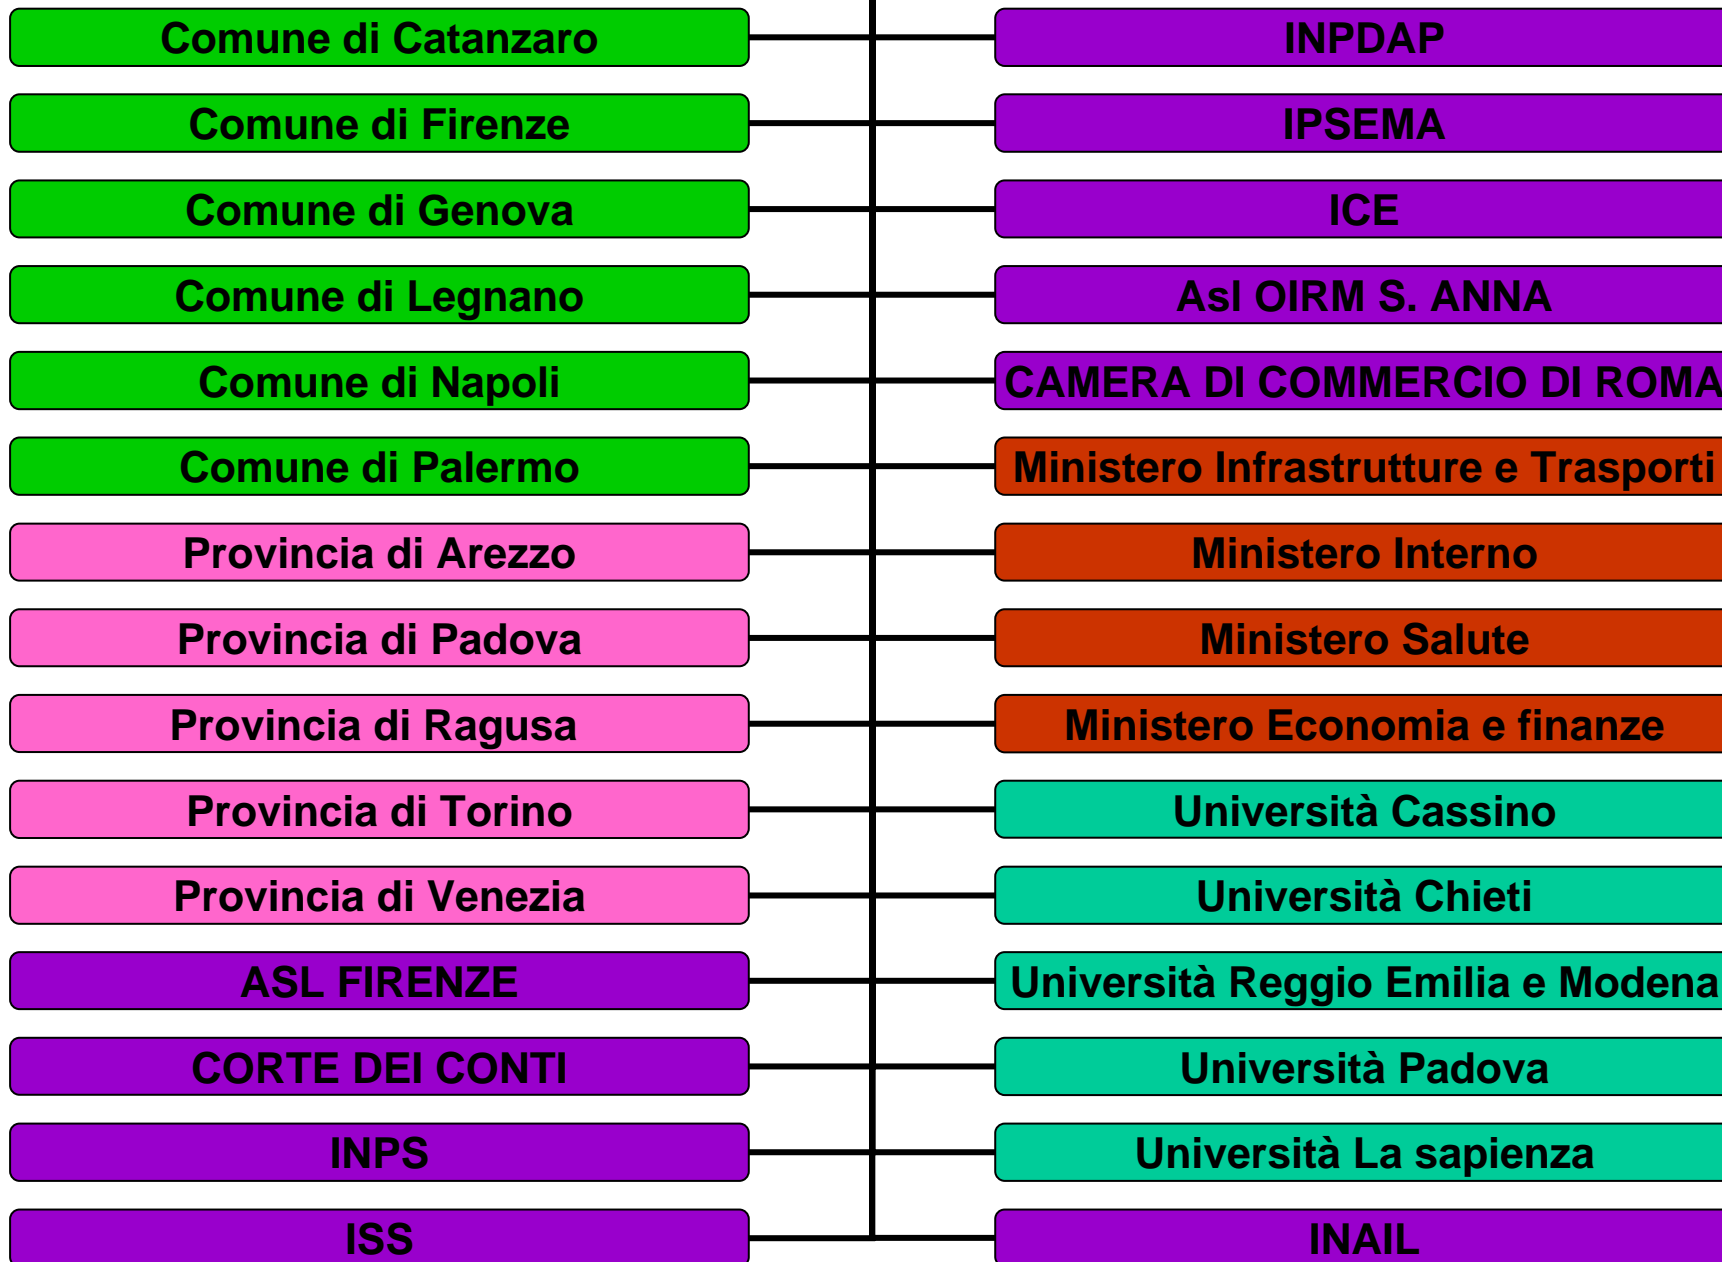 Comune di Catanzaro
INPDAP
Comune di Firenze
IPSEMA
Comune di Genova
ICE
Comune di Legnano
Asl OIRM S. ANNA
Comune di Napoli
CAMERA DI COMMERCIO DI ROMA
Comune di Palermo
Ministero Infrastrutture e Trasporti
Provincia di Arezzo
Ministero Interno
Provincia di Padova
Ministero Salute
Provincia di Ragusa
Ministero Economia e finanze
Provincia di Torino
Università Cassino
Provincia di Venezia
Università Chieti
ASL FIRENZE
Università Reggio Emilia e Modena
CORTE DEI CONTI
Università Padova
INPS
Università La sapienza
ISS
INAIL